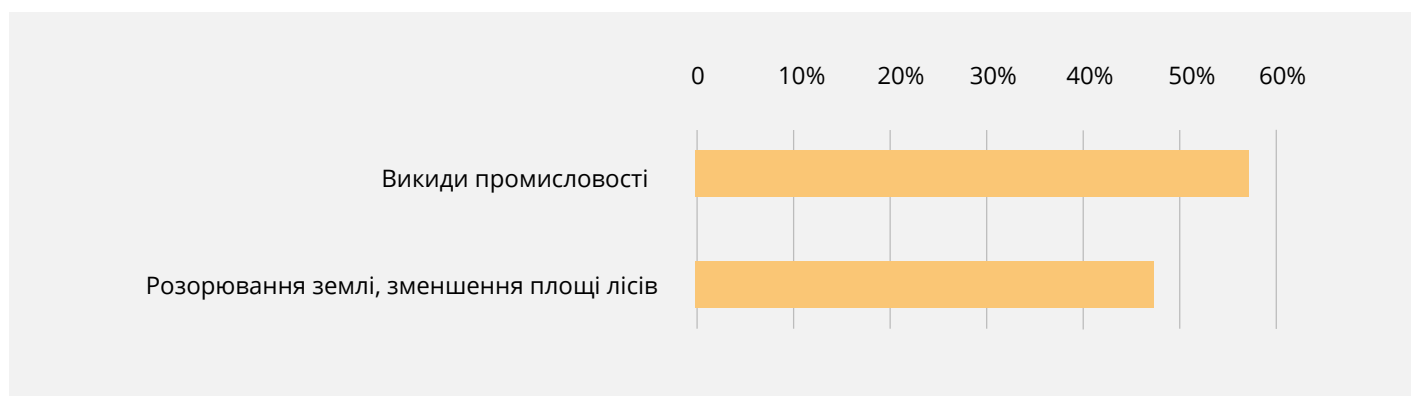 0 10% 20% 30% 40% 50% 60%
Викиди промисловості
Розорювання землі, зменшення площі лісів